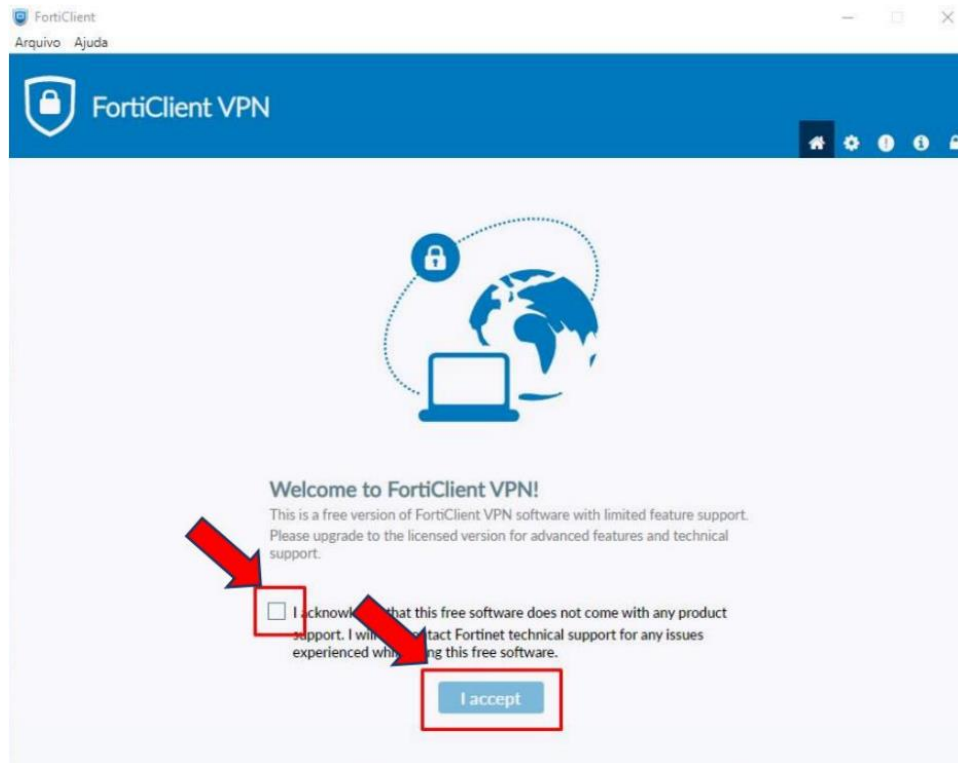 FortiClient
Arquivo Ajuda
FortiClient VPN
Welcome to FortiClient VPN!
This is a free version of FortiClient VPN software with limited feature support.
Please upgrade to the licensed version for advanced features and technical
support.
I that this free software does not come with any product
support. I Fortinet technical support for any issues
experienced this free software.
I accept